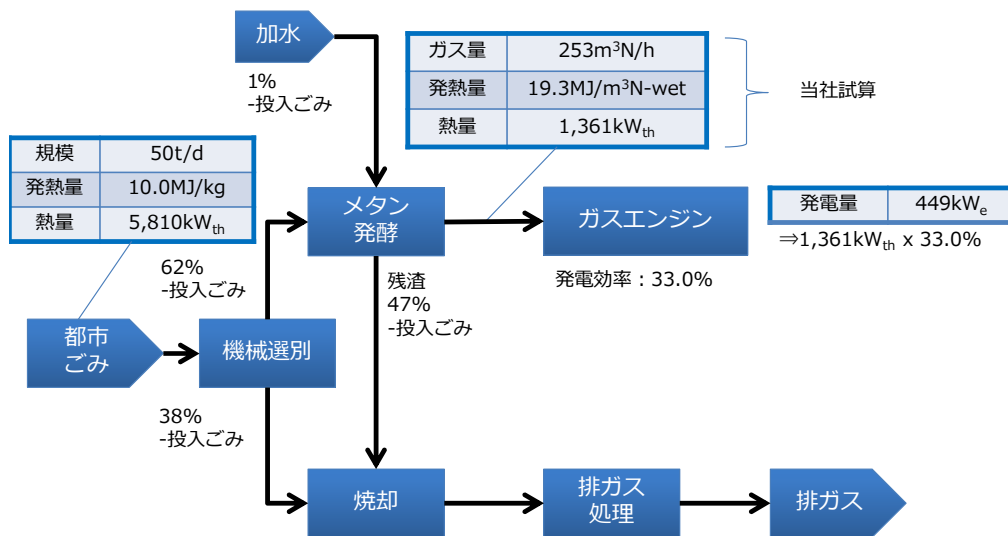 加水
1%
-投入ごみ
ガス量 253m³N/h
発熱量 19.3MJ/m³N-wet
熱量 1,361kWth
当社試算
規模 50t/d
発熱量 10.0MJ/kg
熱量 5,810kWth
62%
-投入ごみ
メタン
発酵
ガスエンジン
発電効率：33.0%
発電量 449kWe
⇒1,361kWth x 33.0%
残渣
47%
-投入ごみ
都市
ごみ
機械選別
38%
-投入ごみ
焼却
排ガス
処理
排ガス